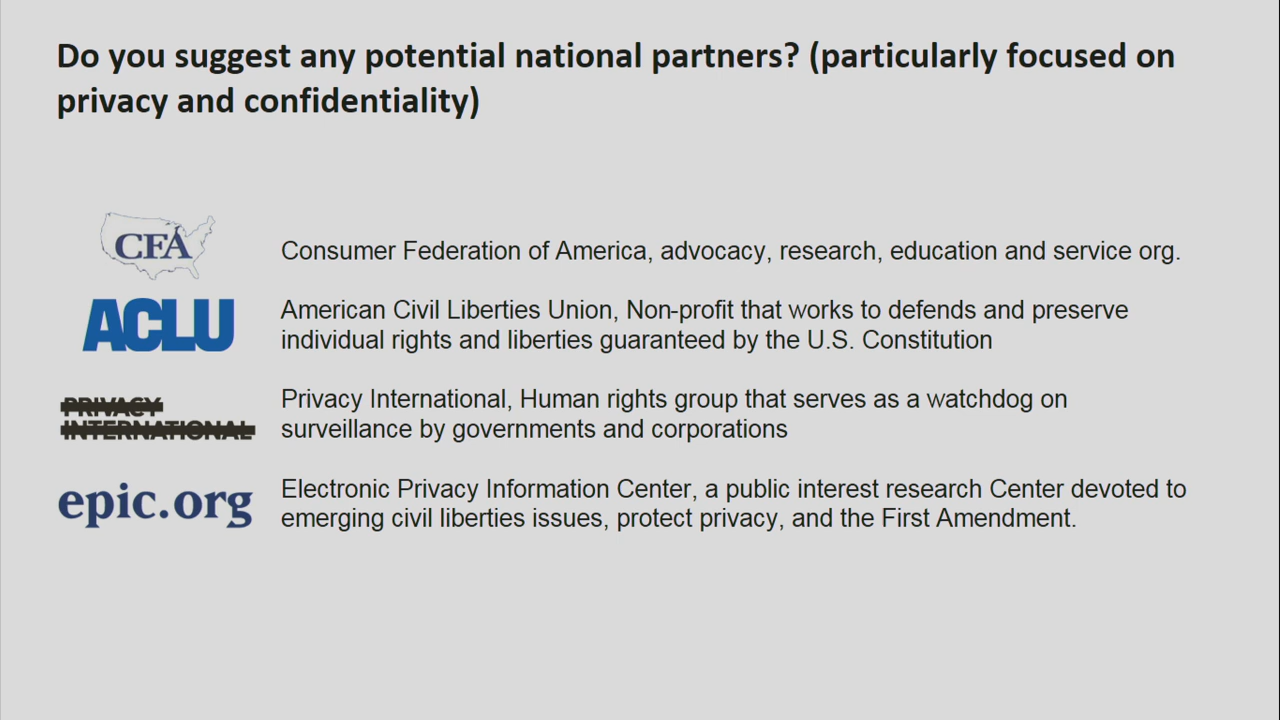 Do you suggest any potential national partners? (particularly focused on
privacy and confidentiality)
CFA
Consumer Federation of America, advocacy, research, education and service org.
ACLU
American Civil Liberties Union, Non-profit that works to defends and preserve
individual rights and liberties guaranteed by the U.S. Constitution
PRIVACY
INTERNATIONAL
Privacy International, Human rights group that serves as a watchdog on
surveillance by governments and corporations
epic.org
Electronic Privacy Information Center, a public interest research Center devoted to
emerging civil liberties issues, protect privacy, and the First Amendment.